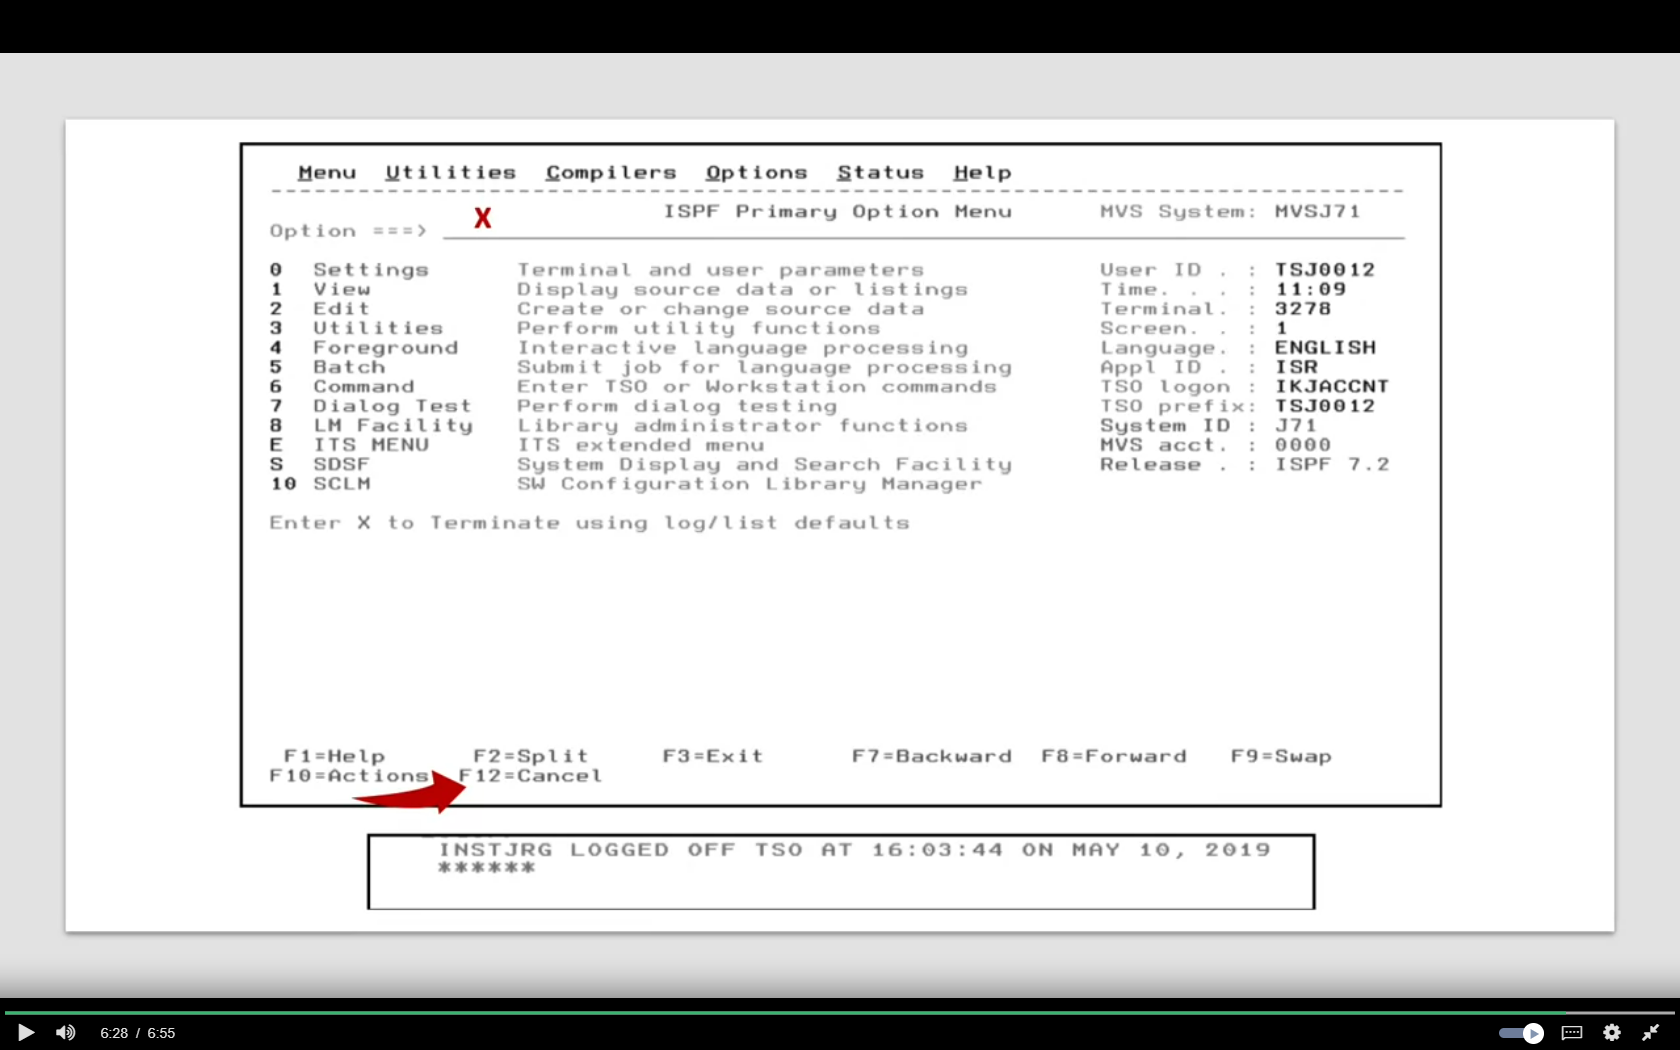 Menu Utilities Compilers Options Status Help
ISPF Primary Option Menu MVS System: MVSJ71
Option ===> X
0 Settings Terminal and user parameters User ID . : TSJ0012
1 View Display source data or listings Time. . . : 11:09
2 Edit Create or change source data Terminal. : 3278
3 Utilities Perform utility functions Screen. . : 1
4 Foreground Interactive language processing Language. : ENGLISH
5 Batch Submit job for language processing Appl ID . : ISR
6 Command Enter TSO or Workstation commands TSO logon : IKJACCNT
7 Dialog Test Perform dialog testing TSO prefix: TSJ0012
8 LM Facility Library administrator functions System ID : J71
E ITS MENU ITS extended menu MVS acct. : 0000
S SDSF System Display and Search Facility Release . : ISPF 7.2
10 SCLM SW Configuration Library Manager
Enter X to Terminate using log/list defaults
F1=Help F2=Split F3=Exit F7=Backward F8=Forward F9=Swap
F10=Actions F12=Cancel
INSTJRG LOGGED OFF TSO AT 16:03:44 ON MAY 10, 2019
******
6:28 / 6:55